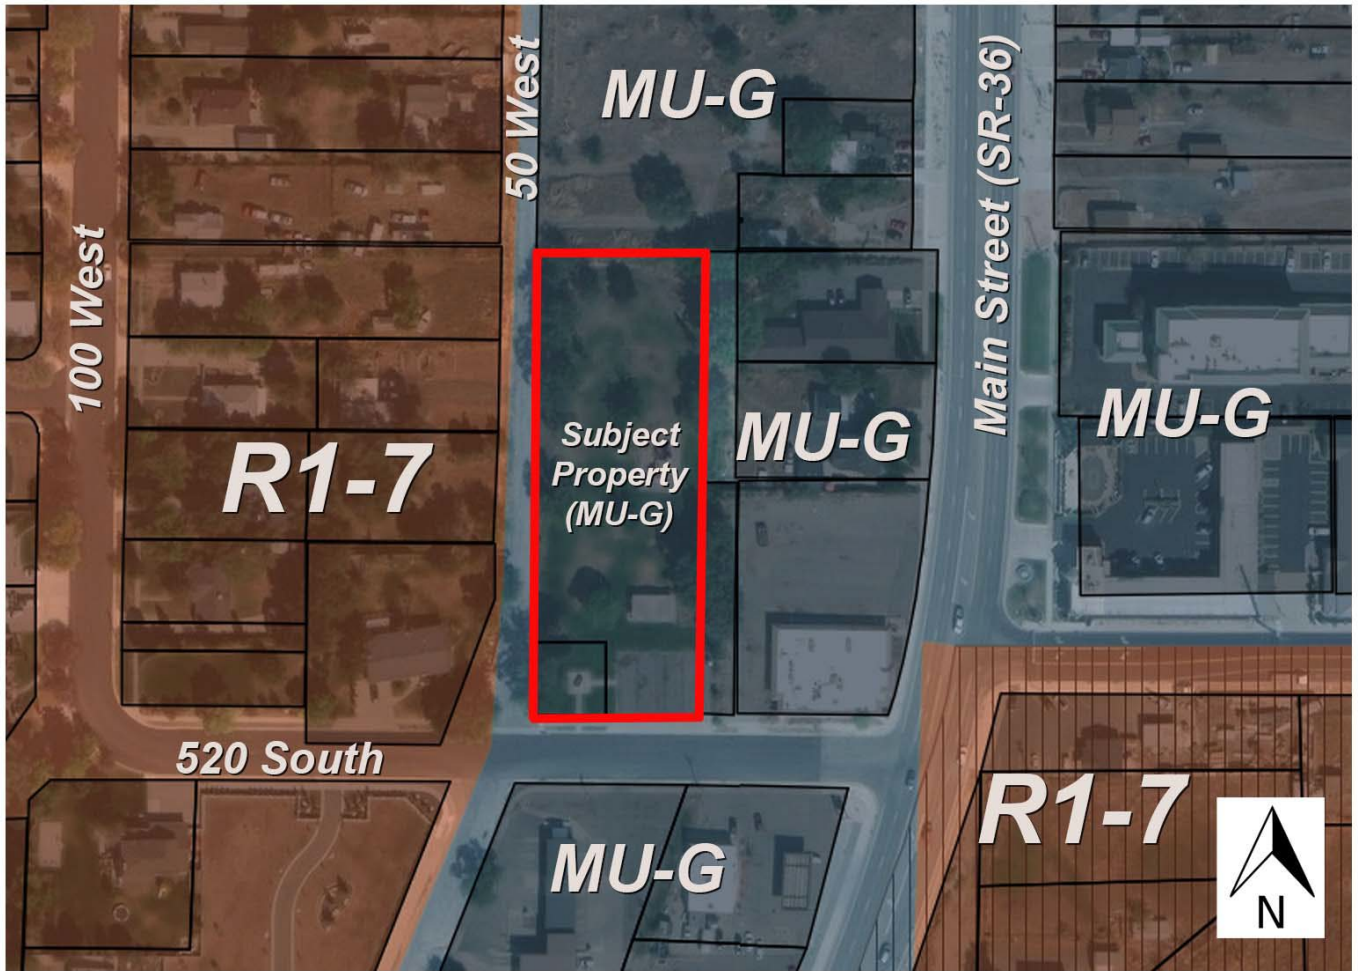 MU-G
50 West
Main Street (SR-36)
100 West
Subject
Property
(MU-G)
MU-G
MU-G
R1-7
520 South
R1-7
MU-G
N